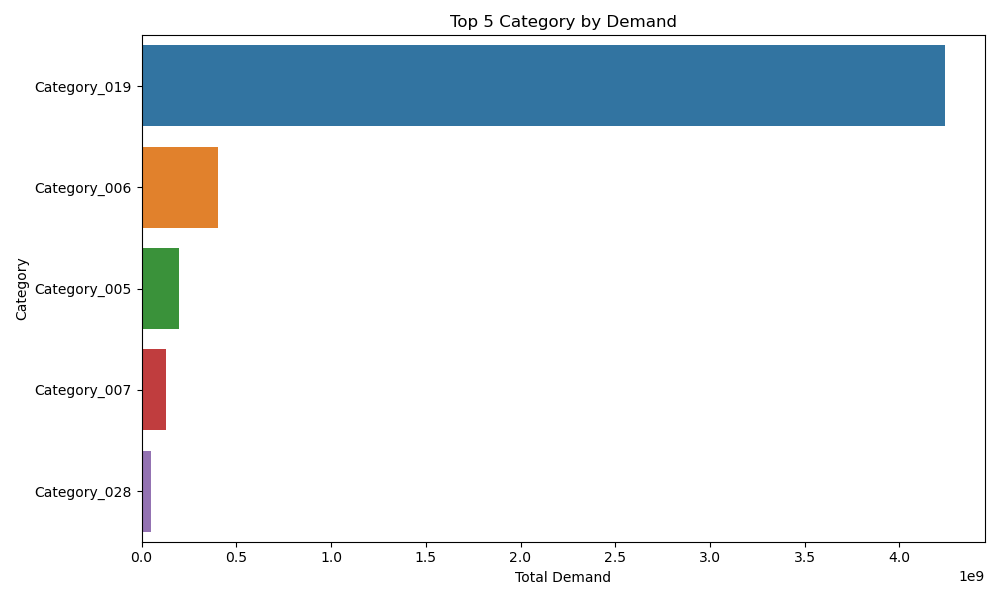 Top 5 Category by Demand
Category
Category_019
Category_006
Category_005
Category_007
Category_028
0.0 0.5 1.0 1.5 2.0 2.5 3.0 3.5 4.0
1e9
Total Demand